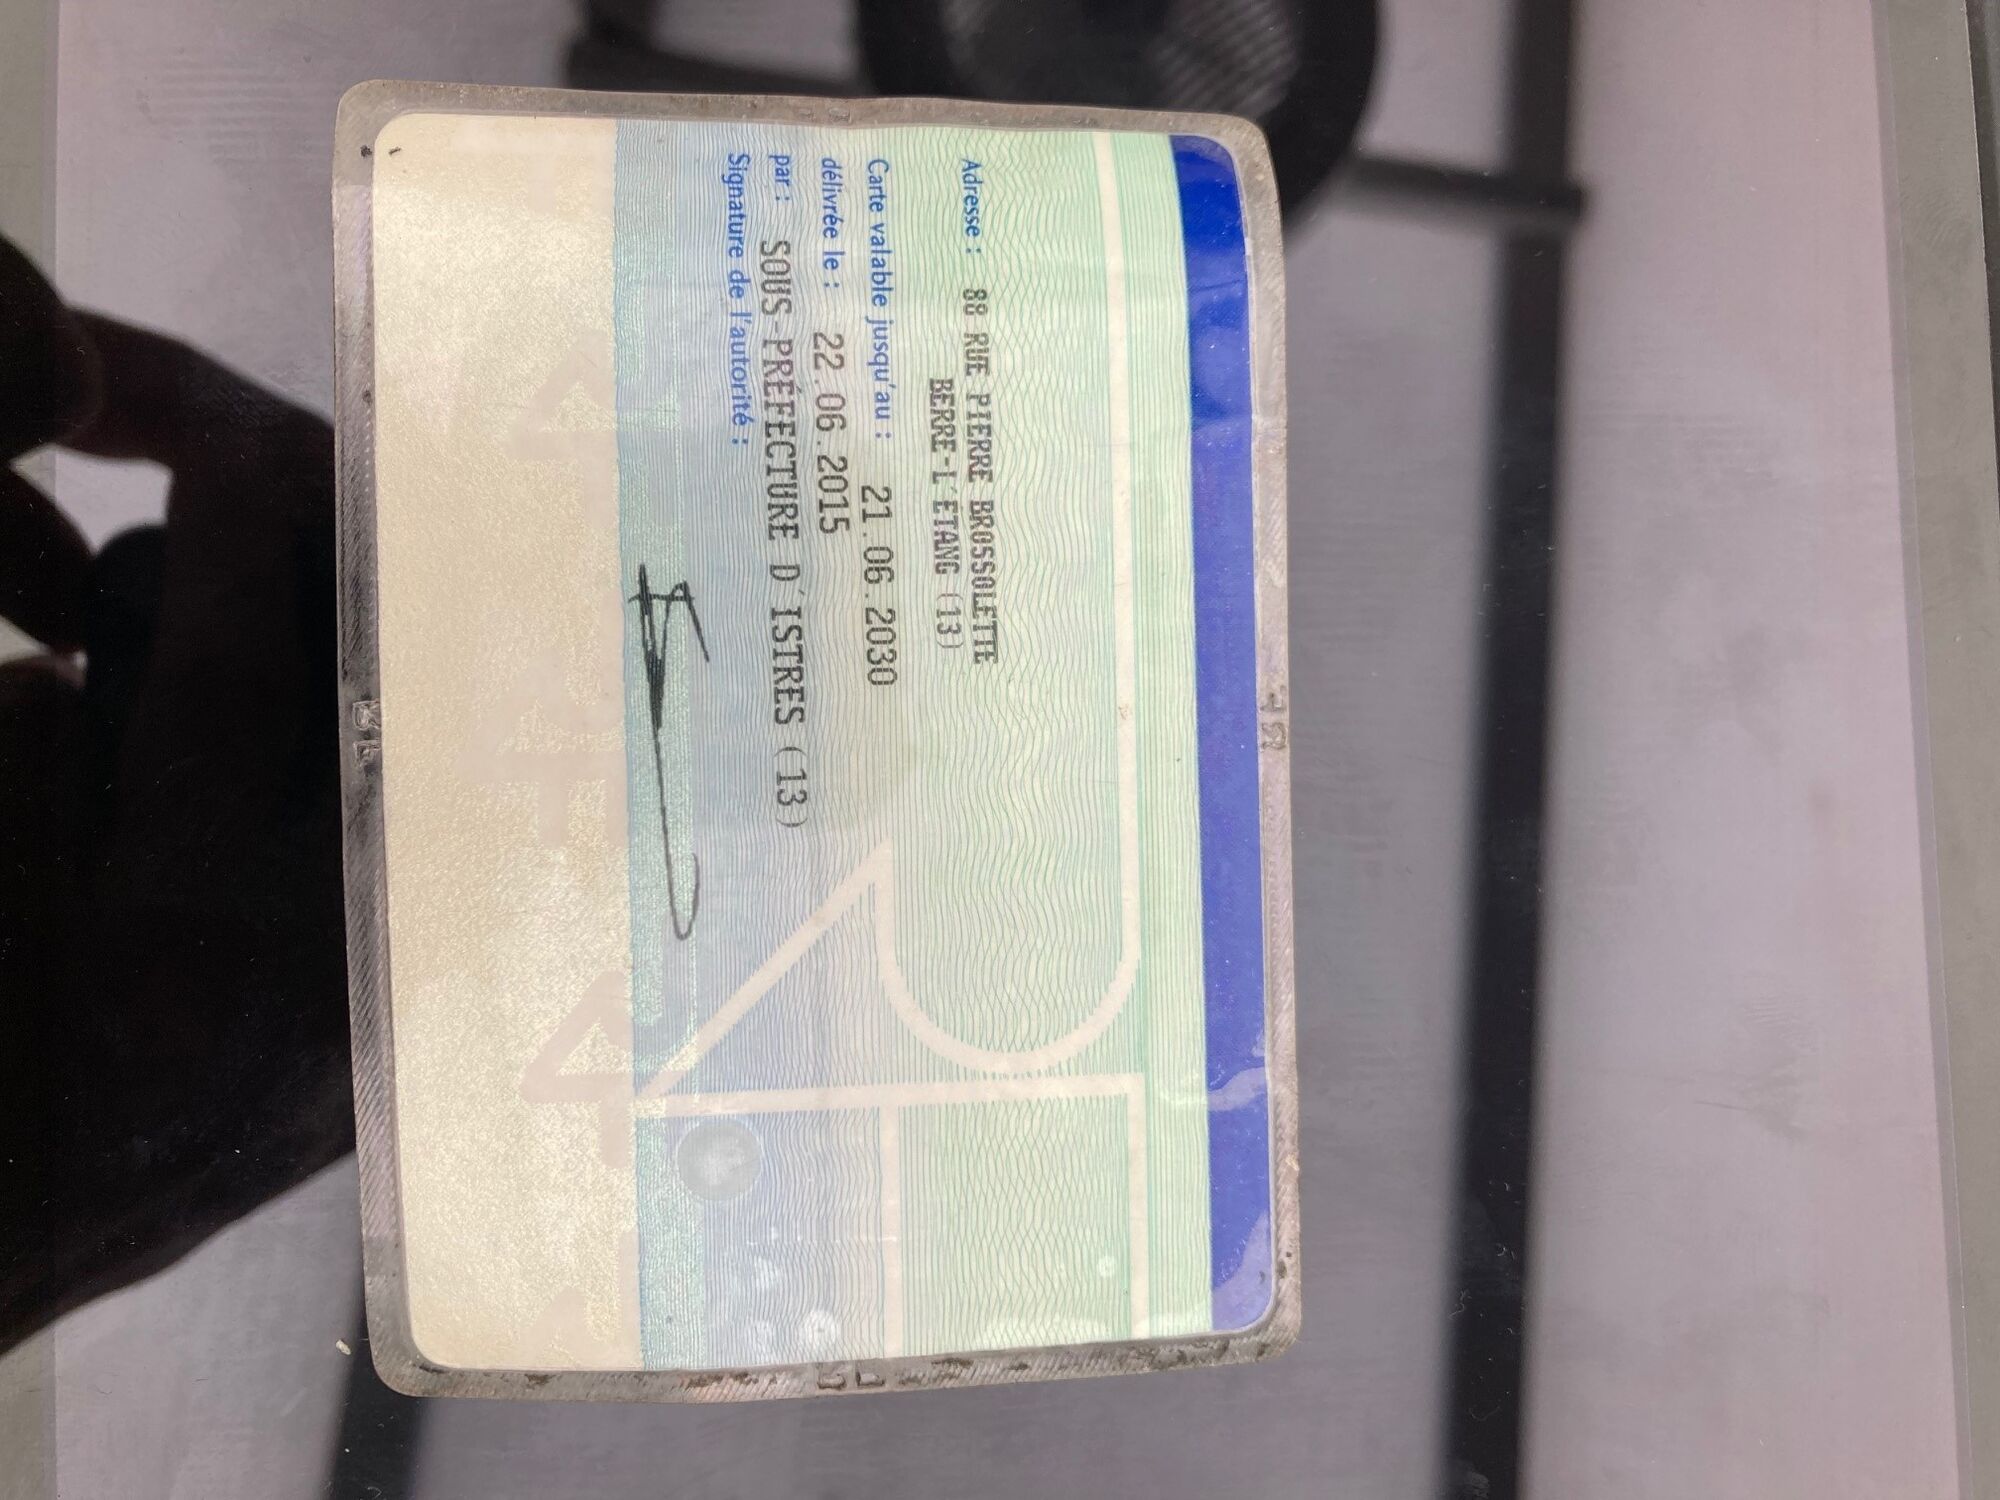 Adresse : 88 RUE PIERRE BROSSOLETTE
BERRE-L'ETANG (13)
Carte valable jusqu'au : 21.06.2030
délivrée le : 22.06.2015
par : SOUS-PRÉFECTURE D'ISTRES (13)
Signature de l'autorité :